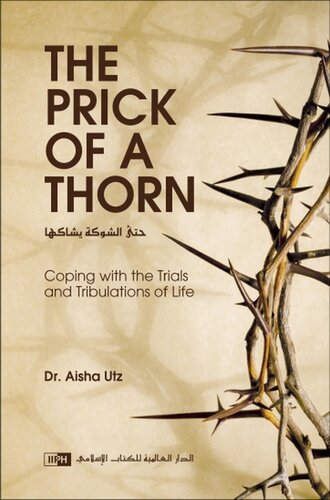 THE
PRICK
OF A
THORN
حتى الشوكة يشاكها
Coping with the Trials
and Tribulations of Life
Dr. Aisha Utz
IIPH الدار العالمية للكتاب الإسلامي